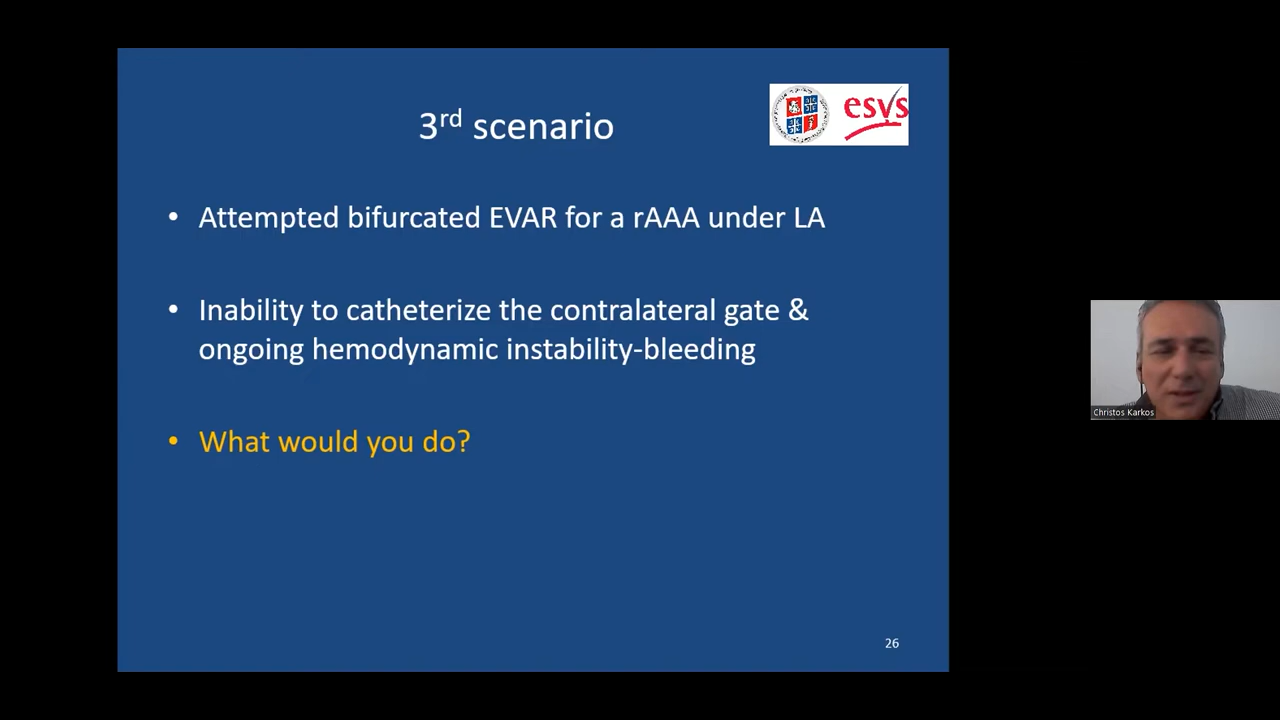 3rd scenario
esvs
• Attempted bifurcated EVAR for a rAAA under LA
• Inability to catheterize the contralateral gate &
ongoing hemodynamic instability-bleeding
• What would you do?
26
Christos Karkos